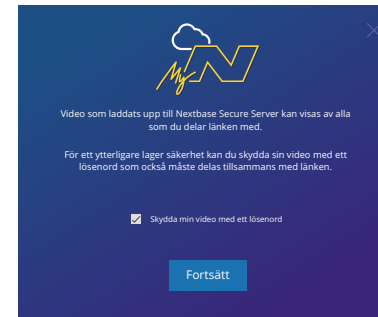 My N
Video som laddats upp till Nextbase Secure Server kan visas av alla
som du delar länken med.
För ett ytterligare lager säkerhet kan du skydda sin video med ett
lösenord som också måste delas tillsammans med länken.
Skydda min video med ett lösenord
Fortsätt